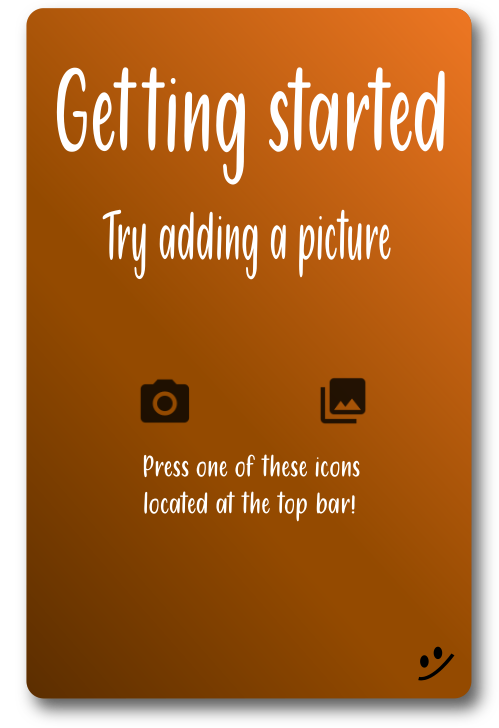 Getting started
Try adding a picture
Press one of these icons
located at the top bar!